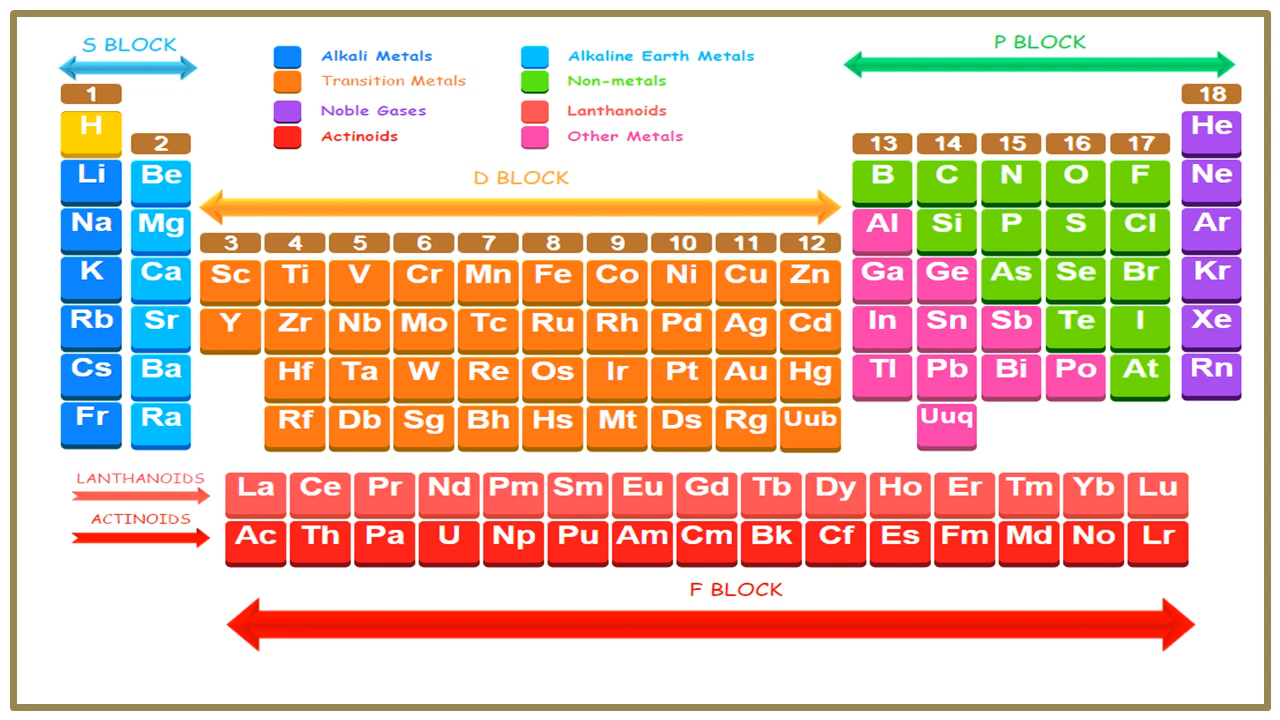 S BLOCK
P BLOCK
Alkali Metals
Alkaline Earth Metals
Transition Metals
Non-metals
Noble Gases
Lanthanoids
Actinoids
Other Metals
1 18
H He
2 13 14 15 16 17
Li Be B C N O F Ne
D BLOCK
Na Mg Al Si P S Cl Ar
3 4 5 6 7 8 9 10 11 12
K Ca Sc Ti V Cr Mn Fe Co Ni Cu Zn Ga Ge As Se Br Kr
Rb Sr Y Zr Nb Mo Tc Ru Rh Pd Ag Cd In Sn Sb Te I Xe
Cs Ba Hf Ta W Re Os Ir Pt Au Hg Tl Pb Bi Po At Rn
Fr Ra Rf Db Sg Bh Hs Mt Ds Rg Uub Uuq
LANTHANOIDS
La Ce Pr Nd Pm Sm Eu Gd Tb Dy Ho Er Tm Yb Lu
ACTINOIDS
Ac Th Pa U Np Pu Am Cm Bk Cf Es Fm Md No Lr
F BLOCK